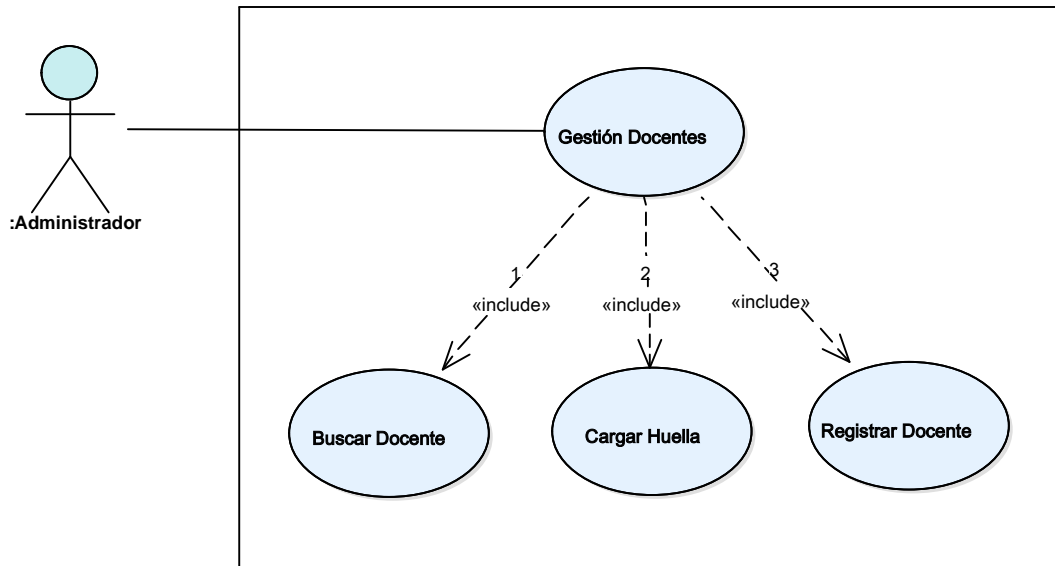 Gestión Docentes
:Administrador
1
«include»
2
«include»
3
«include»
Buscar Docente
Cargar Huella
Registrar Docente